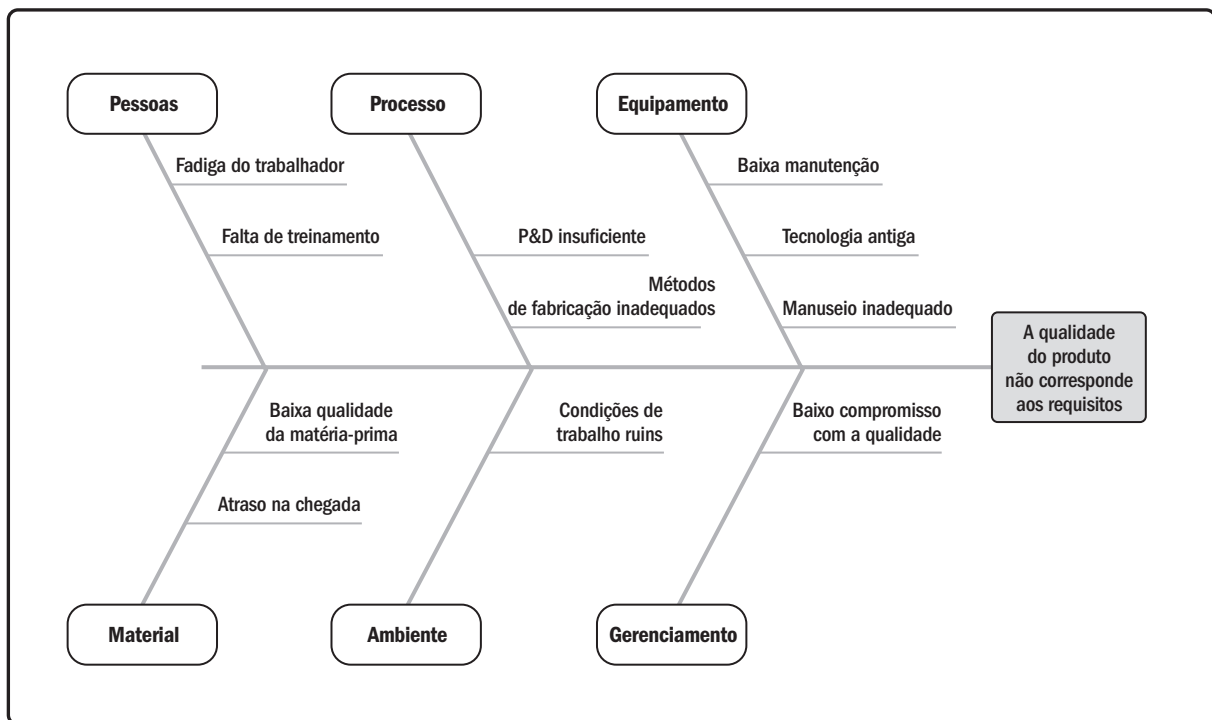 Pessoas
Processo
Equipamento
Fadiga do trabalhador
Baixa manutenção
Falta de treinamento
P&D insuficiente
Tecnologia antiga
Métodos
de fabricação inadequados
Manuseio inadequado
A qualidade
do produto
não corresponde
aos requisitos
Baixa qualidade
da matéria-prima
Condições de
trabalho ruins
Baixo compromisso
com a qualidade
Atraso na chegada
Material
Ambiente
Gerenciamento